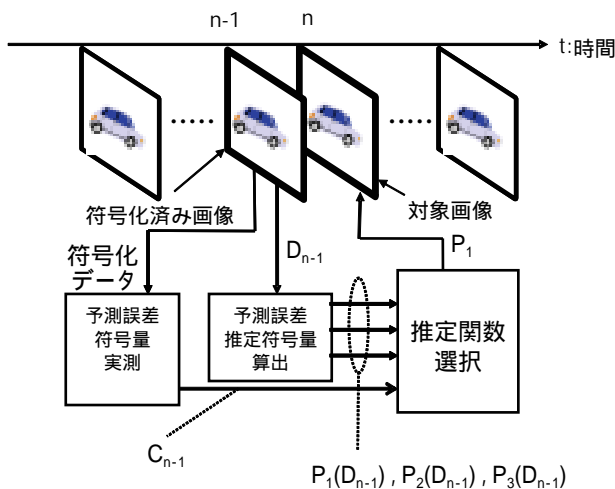 n-1
n
t:時間
符号化済み画像
対象画像
符号化
データ
D_{n-1}
P_1
予測誤差
符号量
実測
予測誤差
推定符号量
算出
推定関数
選択
C_{n-1}
P_1(D_{n-1}) , P_2(D_{n-1}) , P_3(D_{n-1})